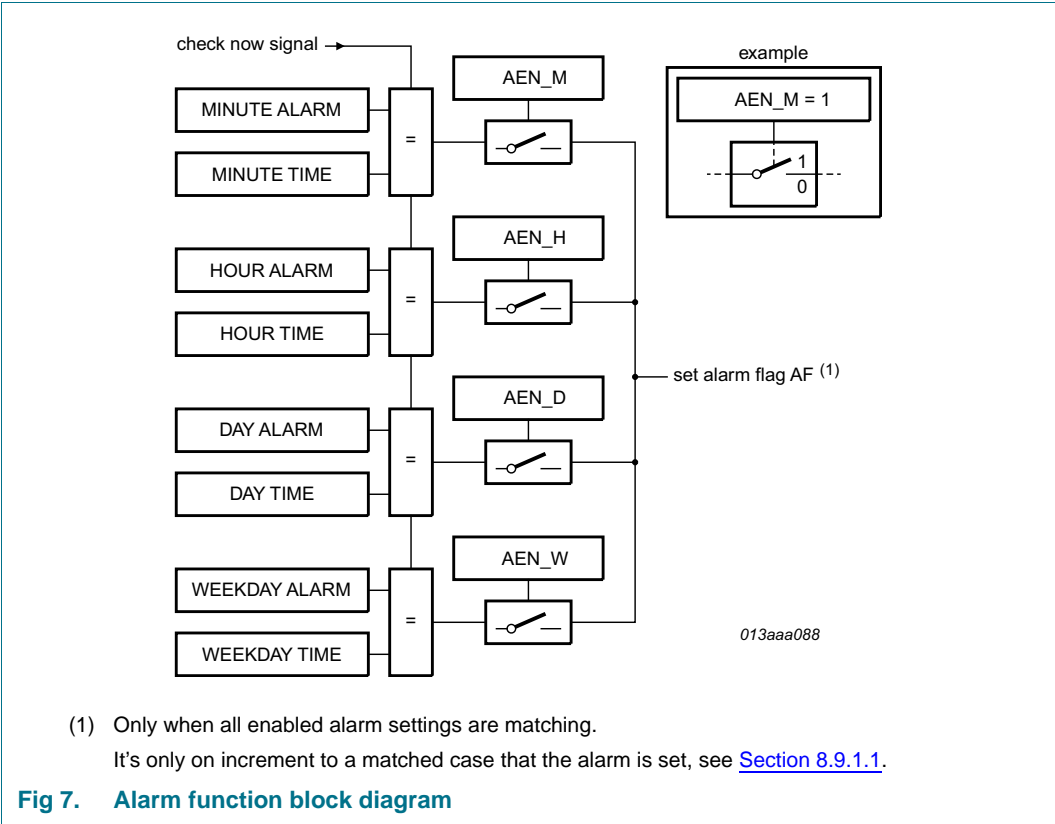 check now signal
example
AEN_M
AEN_M = 1
MINUTE ALARM
=
MINUTE TIME
1
0
AEN_H
HOUR ALARM
=
HOUR TIME
set alarm flag AF (1)
AEN_D
DAY ALARM
=
DAY TIME
AEN_W
WEEKDAY ALARM
=
WEEKDAY TIME
013aaa088
(1) Only when all enabled alarm settings are matching.
It’s only on increment to a matched case that the alarm is set, see Section 8.9.1.1.
Fig 7. Alarm function block diagram